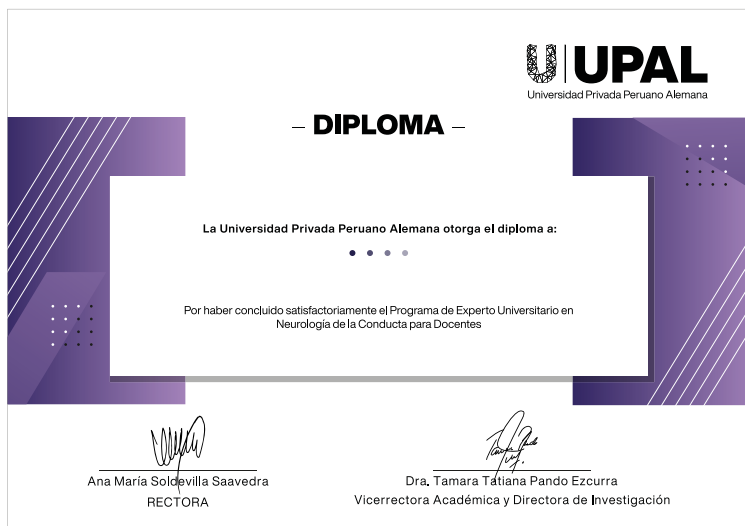 UPAL
Universidad Privada Peruano Alemana
– DIPLOMA –
La Universidad Privada Peruano Alemana otorga el diploma a:
Por haber concluido satisfactoriamente el Programa de Experto Universitario en
Neurología de la Conducta para Docentes
Ana María Soldevilla Saavedra
RECTORA
Dra. Tamara Tatiana Pando Ezcurra
Vicerrectora Académica y Directora de Investigación